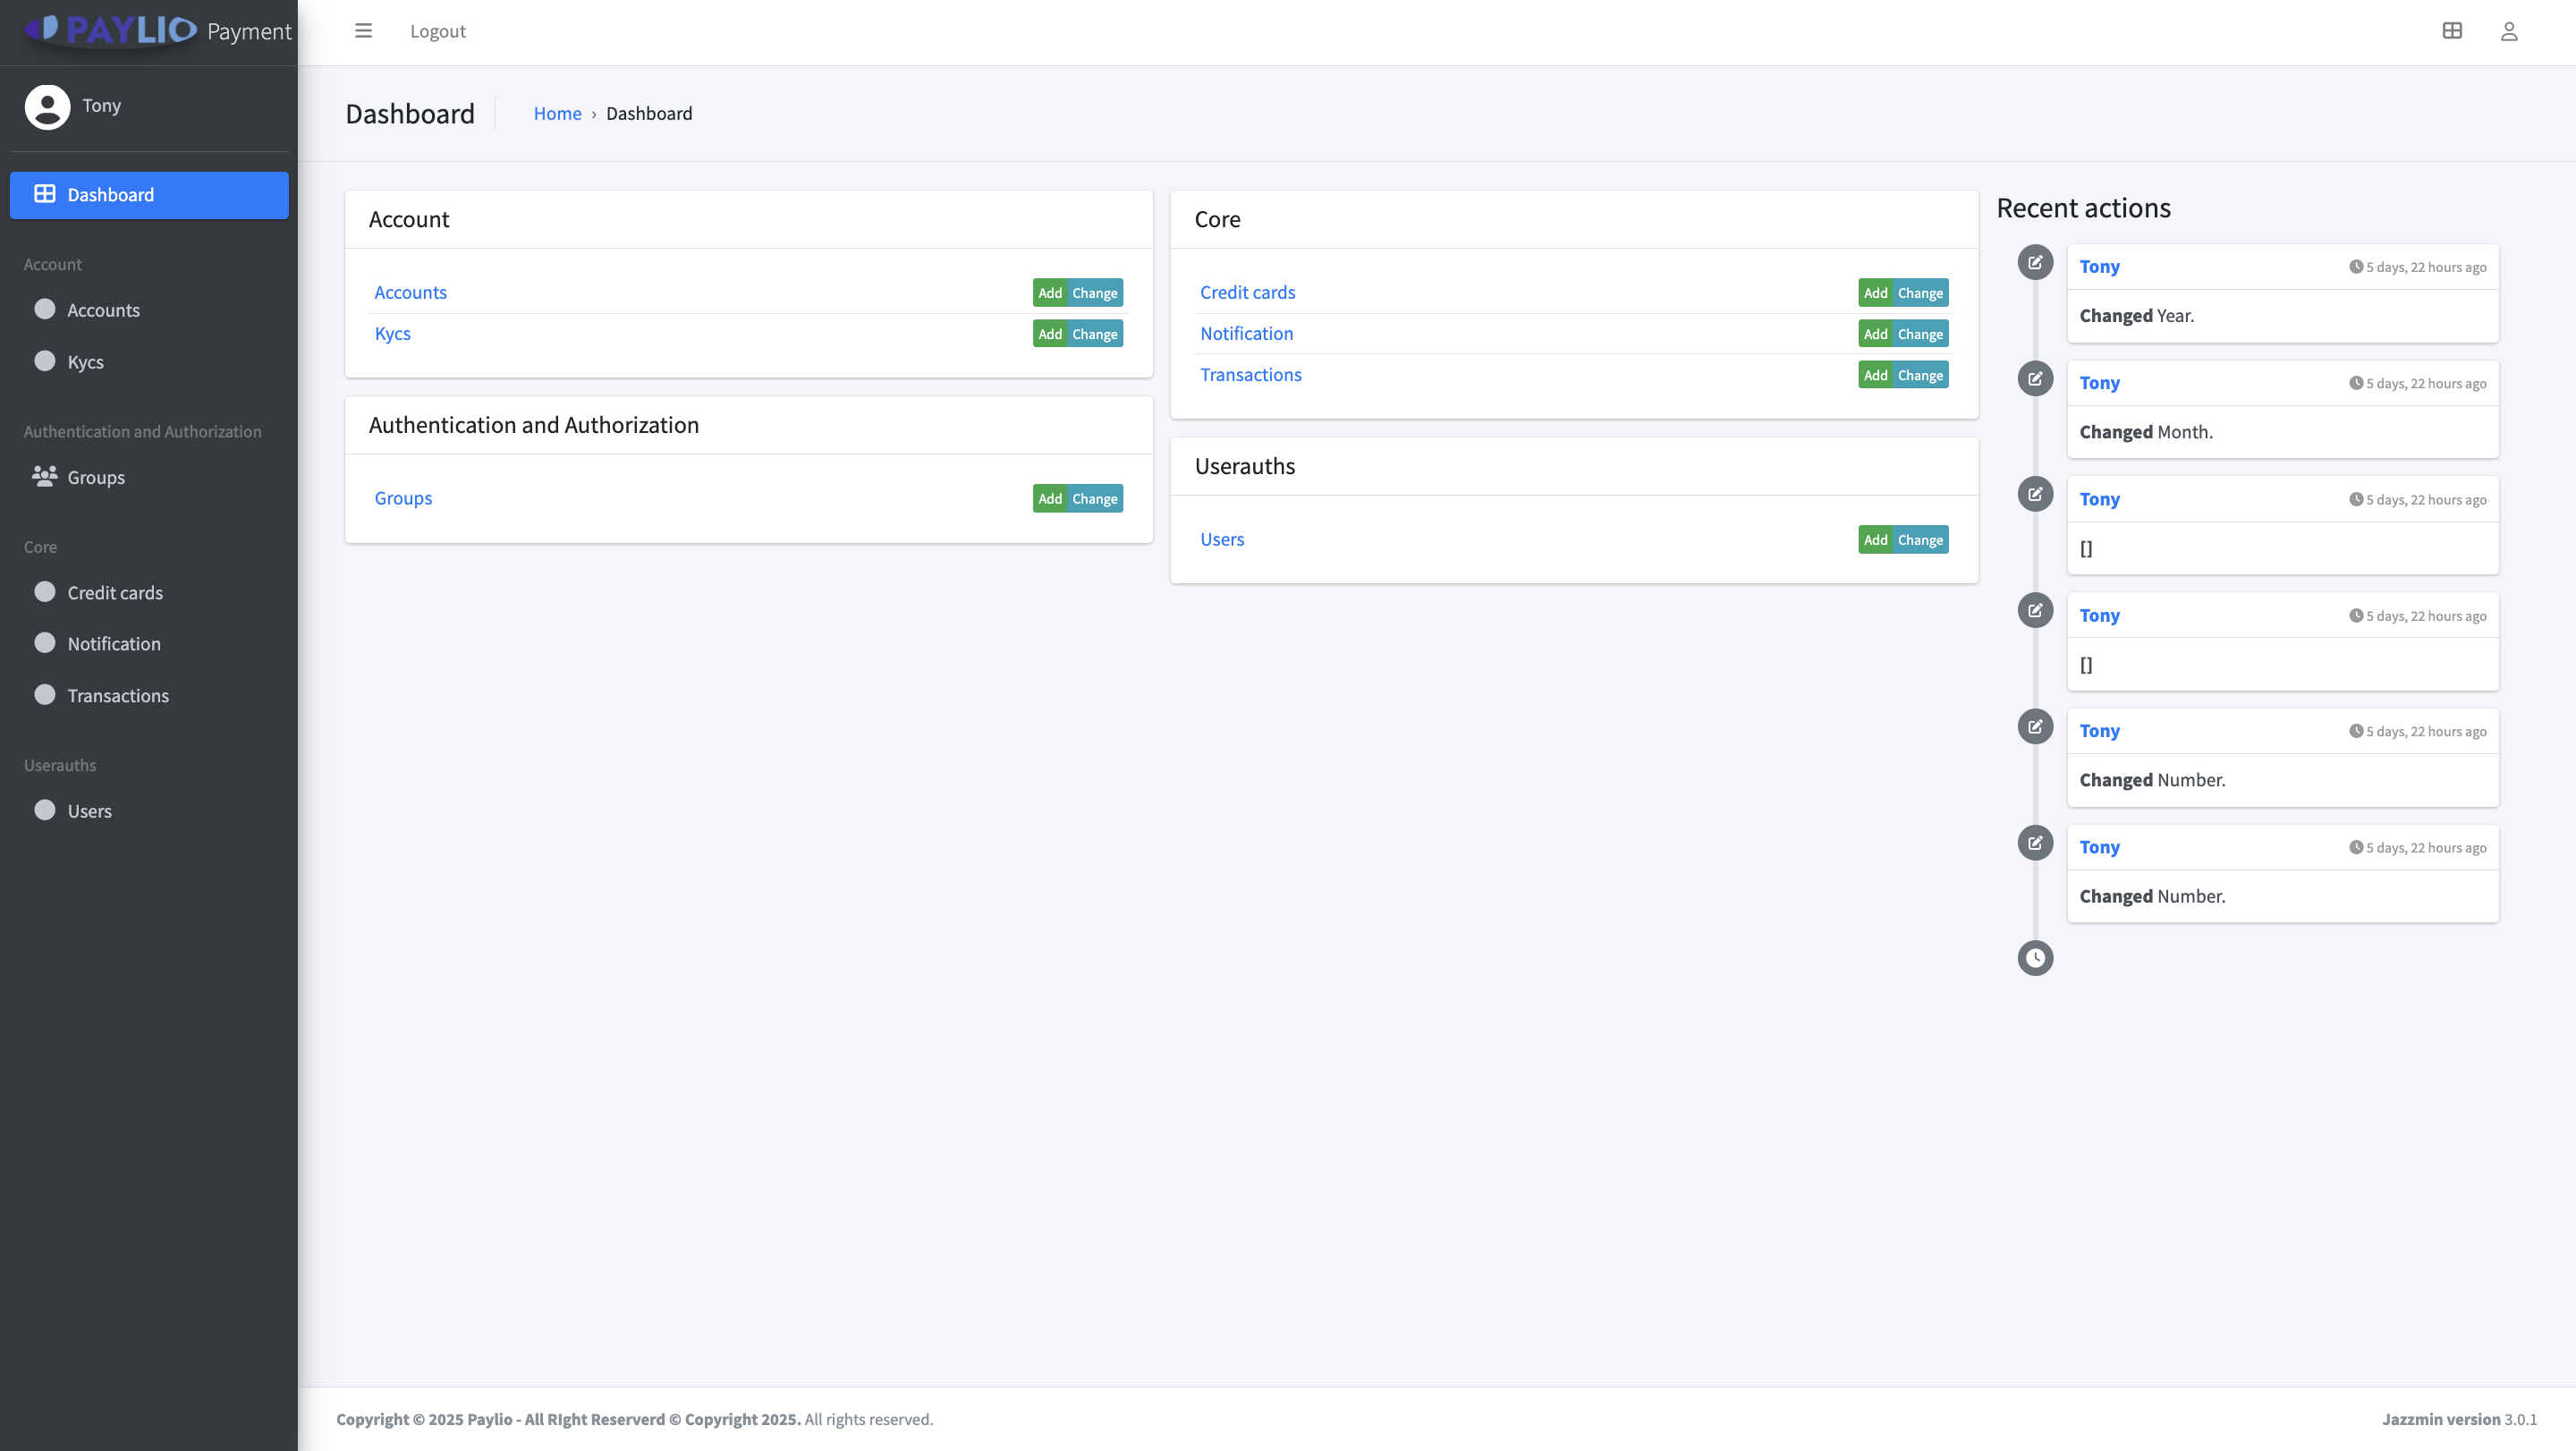 PAYLIO Payment
Logout
Tony
Dashboard
Account
Accounts
Kycs
Authentication and Authorization
Groups
Core
Credit cards
Notification
Transactions
Userauths
Users
Dashboard
Home › Dashboard
Account
Accounts Add Change
Kycs Add Change
Authentication and Authorization
Groups Add Change
Core
Credit cards Add Change
Notification Add Change
Transactions Add Change
Userauths
Users Add Change
Recent actions
Tony 5 days, 22 hours ago
Changed Year.
Tony 5 days, 22 hours ago
Changed Month.
Tony 5 days, 22 hours ago
[]
Tony 5 days, 22 hours ago
[]
Tony 5 days, 22 hours ago
Changed Number.
Tony 5 days, 22 hours ago
Changed Number.
Copyright © 2025 Paylio - All RIght Reserverd © Copyright 2025. All rights reserved.
Jazzmin version 3.0.1